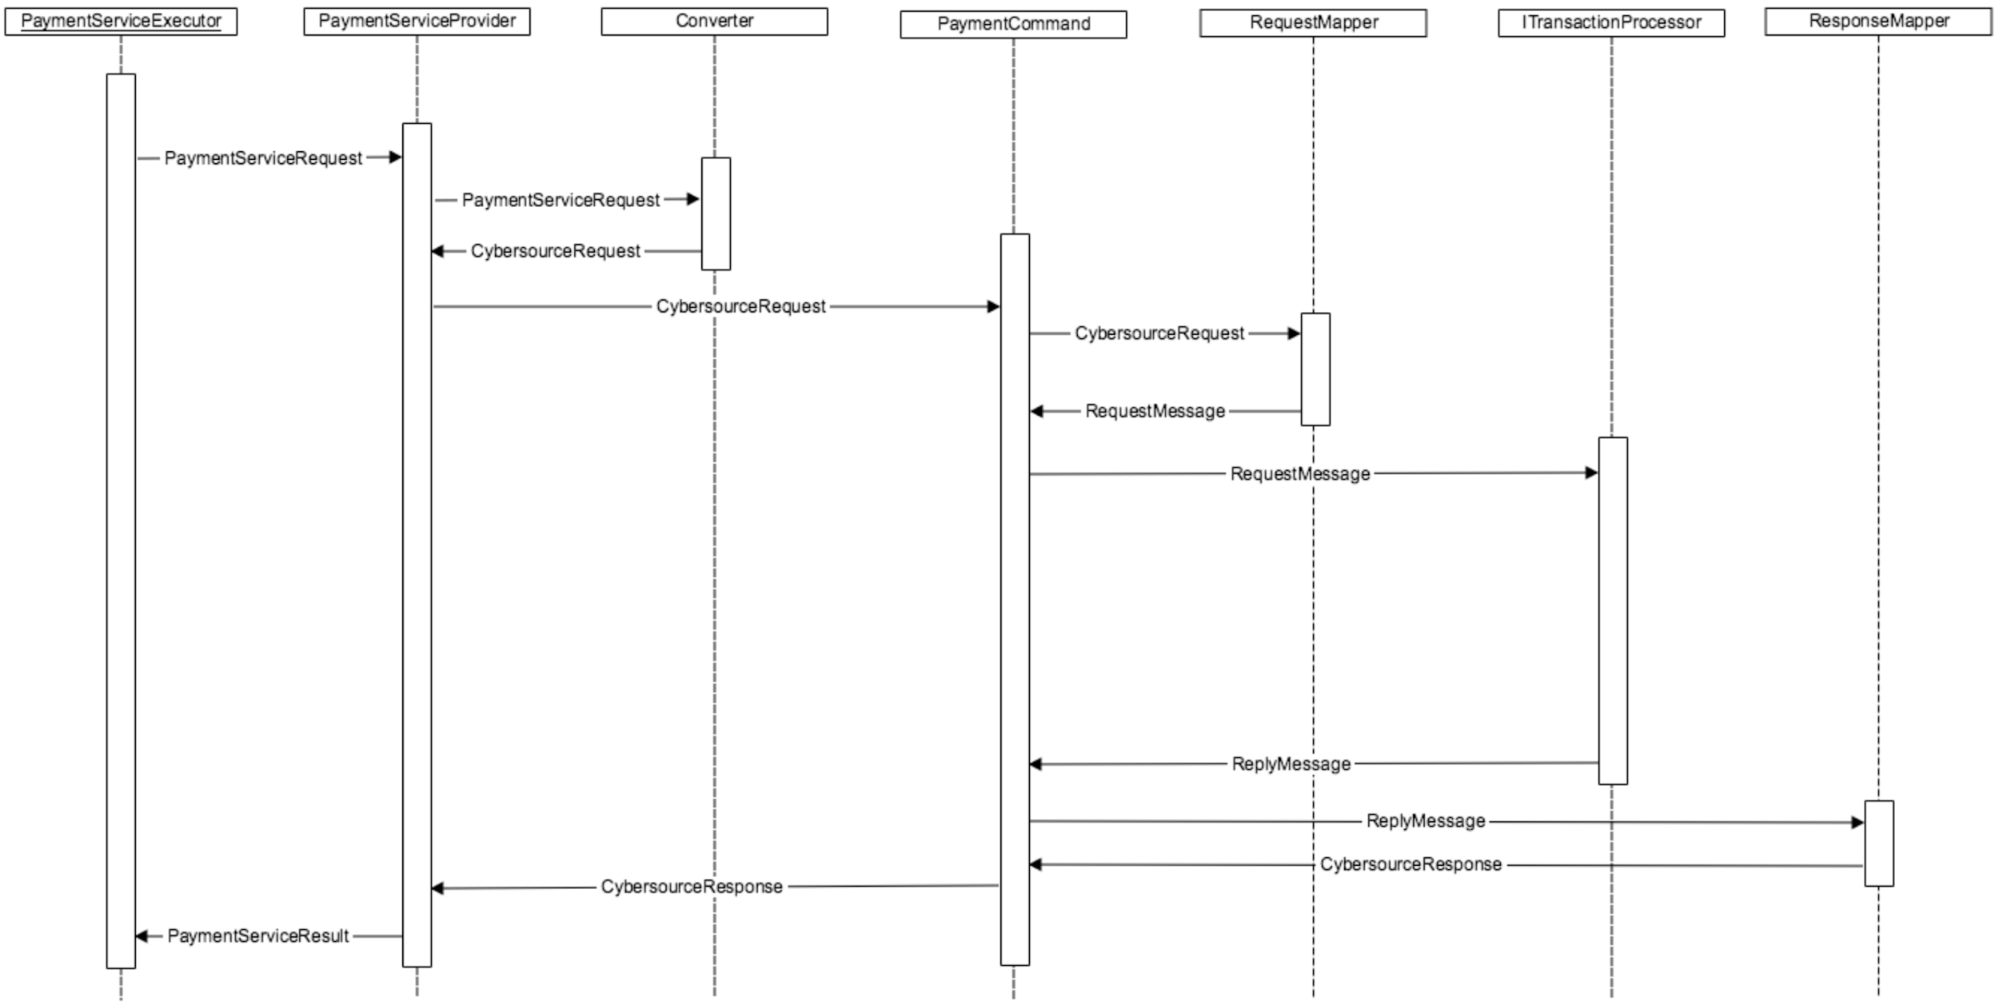 PaymentServiceExecutor
PaymentServiceProvider
Converter
PaymentCommand
RequestMapper
ITransactionProcessor
ResponseMapper
PaymentServiceRequest
PaymentServiceRequest
CybersourceRequest
CybersourceRequest
CybersourceRequest
RequestMessage
RequestMessage
ReplyMessage
ReplyMessage
CybersourceResponse
CybersourceResponse
PaymentServiceResult